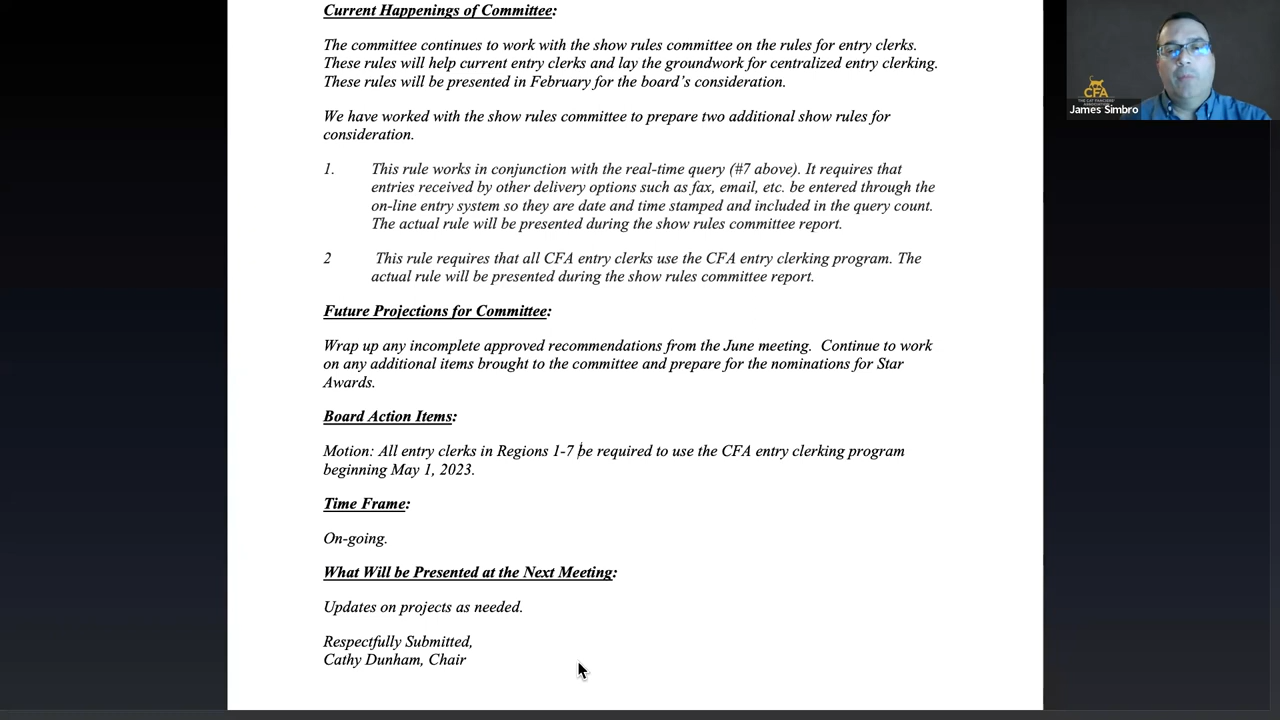 Current Happenings of Committee:
The committee continues to work with the show rules committee on the rules for entry clerks.
These rules will help current entry clerks and lay the groundwork for centralized entry clerking.
These rules will be presented in February for the board's consideration.
We have worked with the show rules committee to prepare two additional show rules for
consideration.
1. This rule works in conjunction with the real-time query (#7 above). It requires that
entries received by other delivery options such as fax, email, etc. be entered through the
on-line entry system so they are date and time stamped and included in the query count.
The actual rule will be presented during the show rules committee report.
2 This rule requires that all CFA entry clerks use the CFA entry clerking program. The
actual rule will be presented during the show rules committee report.
Future Projections for Committee:
Wrap up any incomplete approved recommendations from the June meeting. Continue to work
on any additional items brought to the committee and prepare for the nominations for Star
Awards.
Board Action Items:
Motion: All entry clerks in Regions 1-7 be required to use the CFA entry clerking program
beginning May 1, 2023.
Time Frame:
On-going.
What Will be Presented at the Next Meeting:
Updates on projects as needed.
Respectfully Submitted,
Cathy Dunham, Chair
CFA
James Simbro